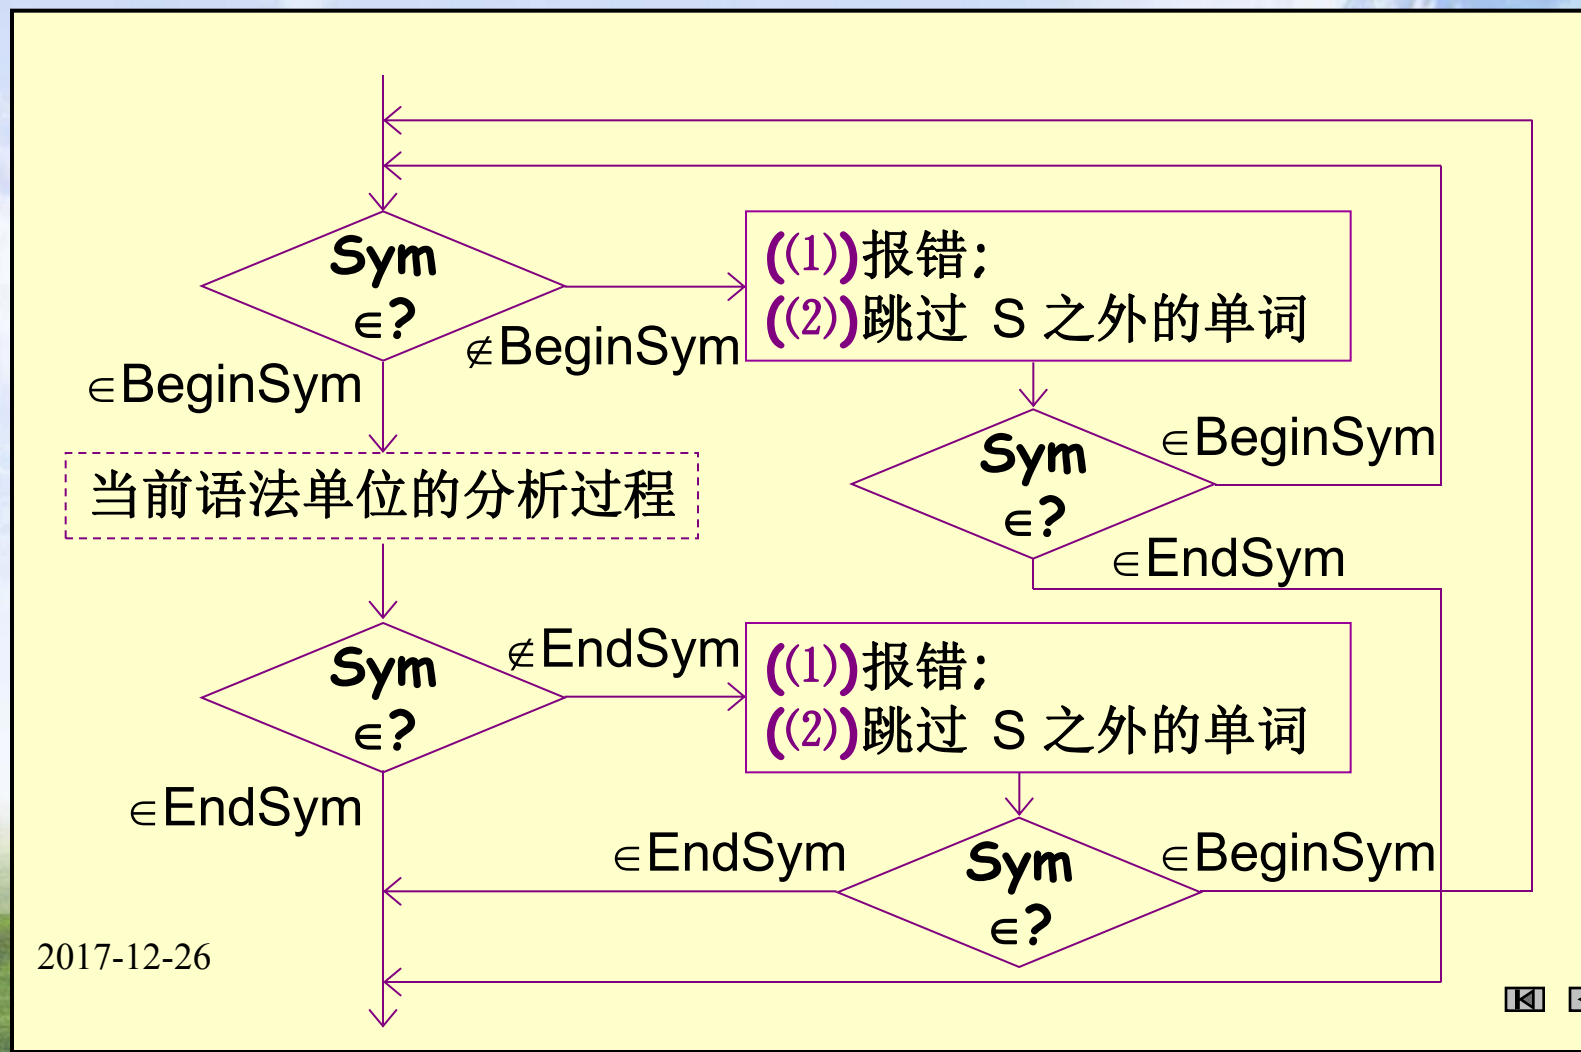 Sym
∈?
((1))报错;
((2))跳过 S 之外的单词
∉BeginSym
∈BeginSym
Sym
∈?
∈BeginSym
当前语法单位的分析过程
∈EndSym
Sym
∈?
∉EndSym
((1))报错;
((2))跳过 S 之外的单词
∈EndSym
∈EndSym
Sym
∈?
∈BeginSym
2017-12-26